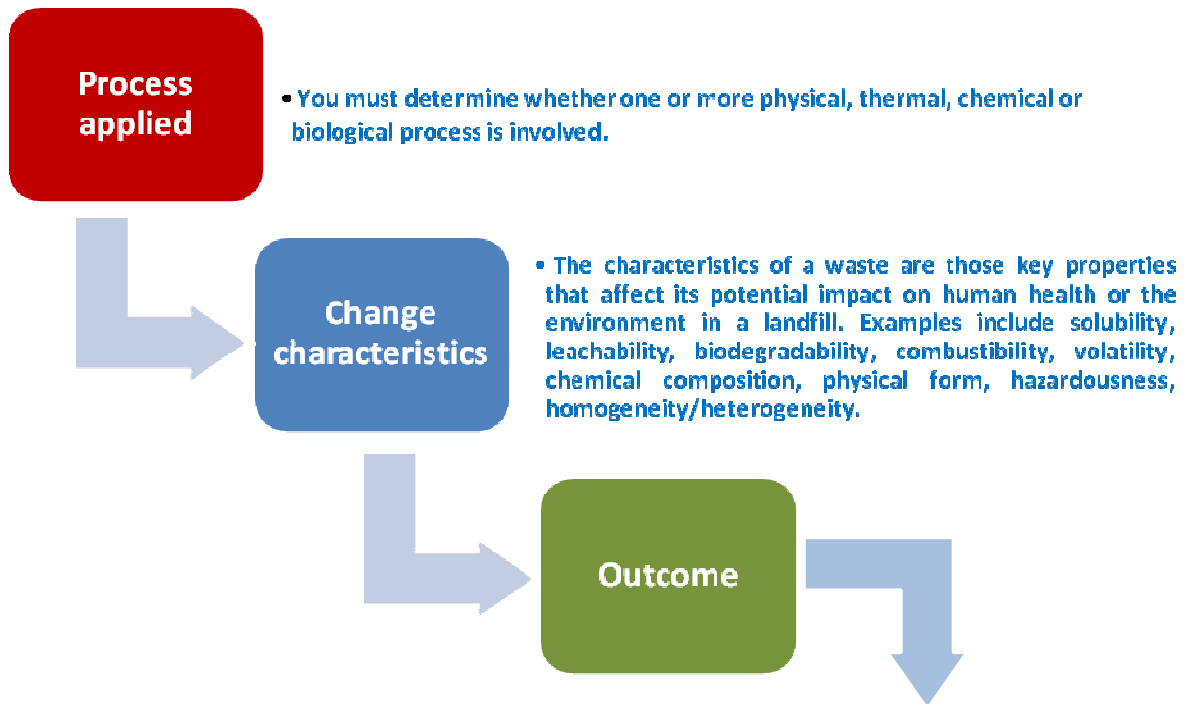 Process
applied
• You must determine whether one or more physical, thermal, chemical or
biological process is involved.
Change
characteristics
• The characteristics of a waste are those key properties
that affect its potential impact on human health or the
environment in a landfill. Examples include solubility,
leachability, biodegradability, combustibility, volatility,
chemical composition, physical form, hazardousness,
homogeneity/heterogeneity.
Outcome